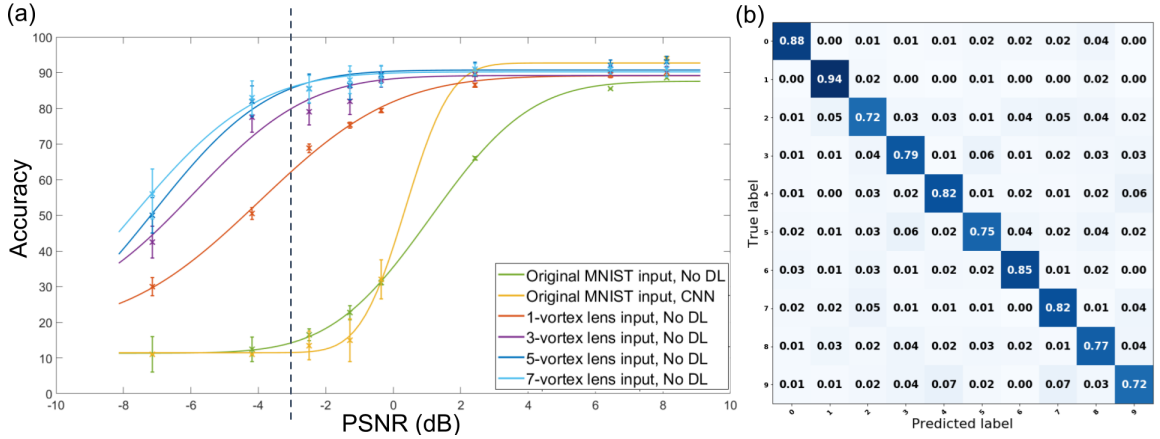 (a)
100
90
80
70
60
50
40
30
20
10
0
Accuracy
-10 -8 -6 -4 -2 0 2 4 6 8 10
PSNR (dB)
Original MNIST input, No DL
Original MNIST input, CNN
1-vortex lens input, No DL
3-vortex lens input, No DL
5-vortex lens input, No DL
7-vortex lens input, No DL
(b)
True label
0 0.88 0.00 0.01 0.01 0.01 0.02 0.02 0.02 0.04 0.00
1 0.00 0.94 0.02 0.00 0.00 0.00 0.01 0.00 0.02 0.00
2 0.01 0.05 0.72 0.03 0.03 0.01 0.04 0.05 0.04 0.02
3 0.01 0.01 0.04 0.79 0.01 0.06 0.01 0.02 0.03 0.03
4 0.01 0.00 0.03 0.02 0.82 0.01 0.02 0.01 0.02 0.06
5 0.02 0.01 0.03 0.06 0.02 0.75 0.04 0.02 0.04 0.02
6 0.03 0.01 0.03 0.01 0.02 0.02 0.85 0.01 0.02 0.00
7 0.02 0.02 0.05 0.01 0.01 0.01 0.00 0.82 0.01 0.04
8 0.02 0.01 0.03 0.04 0.02 0.03 0.02 0.01 0.77 0.04
9 0.01 0.01 0.02 0.04 0.07 0.02 0.00 0.07 0.03 0.72
0 1 2 3 4 5 6 7 8 9
Predicted label